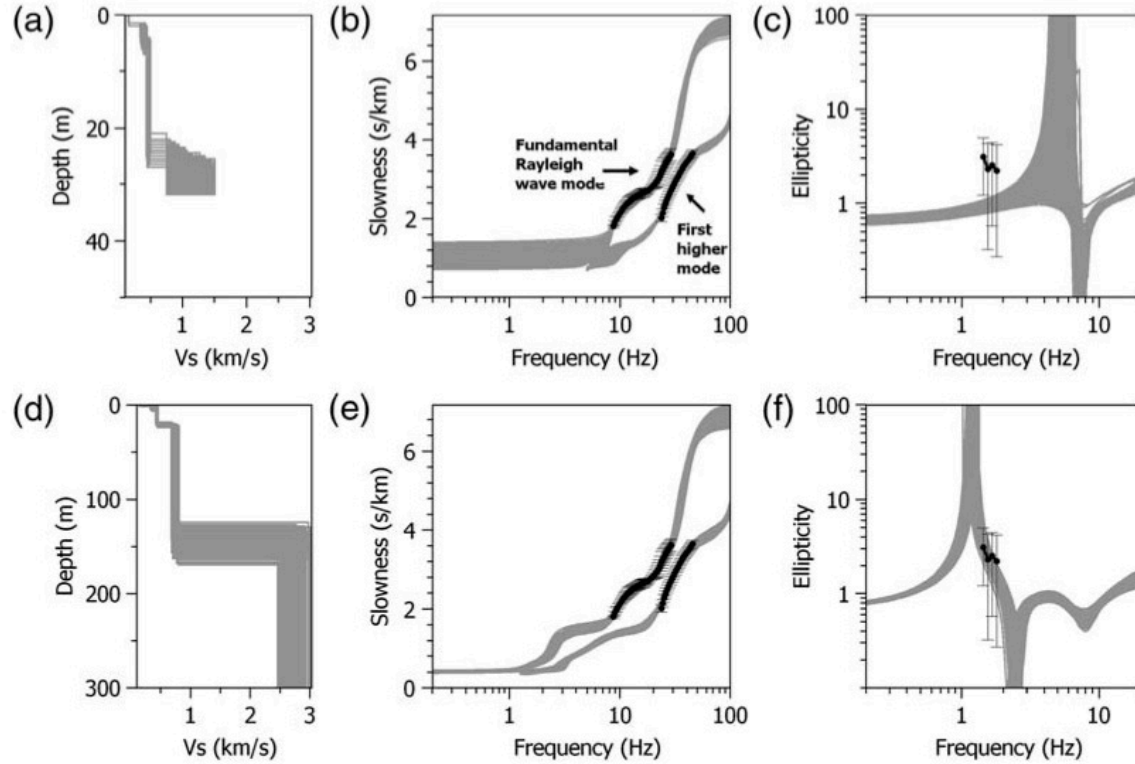 (a)
0
20
40
Depth (m)
1
2
3
Vs (km/s)
(b)
6
4
2
0
Slowness (s/km)
Fundamental
Rayleigh
wave mode
First
higher
mode
1
10
100
Frequency (Hz)
(c)
100
10
1
Ellipticity
1
10
Frequency (Hz)
(d)
0
100
200
300
Depth (m)
1
2
3
Vs (km/s)
(e)
6
4
2
0
Slowness (s/km)
1
10
100
Frequency (Hz)
(f)
100
10
1
Ellipticity
1
10
Frequency (Hz)